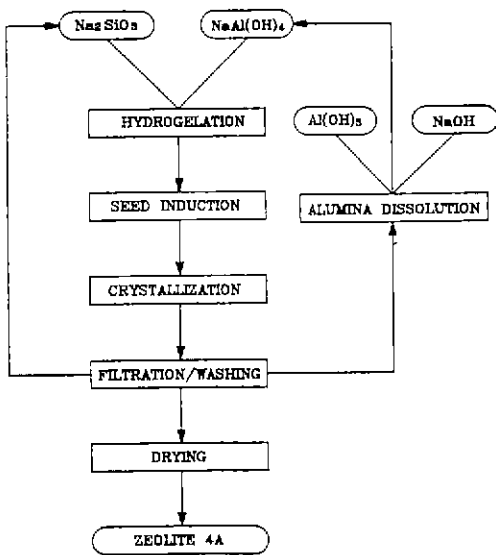 Na₂SiO₃
NaAl(OH)₄
HYDROGELATION
Al(OH)₃
NaOH
SEED INDUCTION
ALUMINA DISSOLUTION
CRYSTALLIZATION
FILTRATION/WASHING
DRYING
ZEOLITE 4A